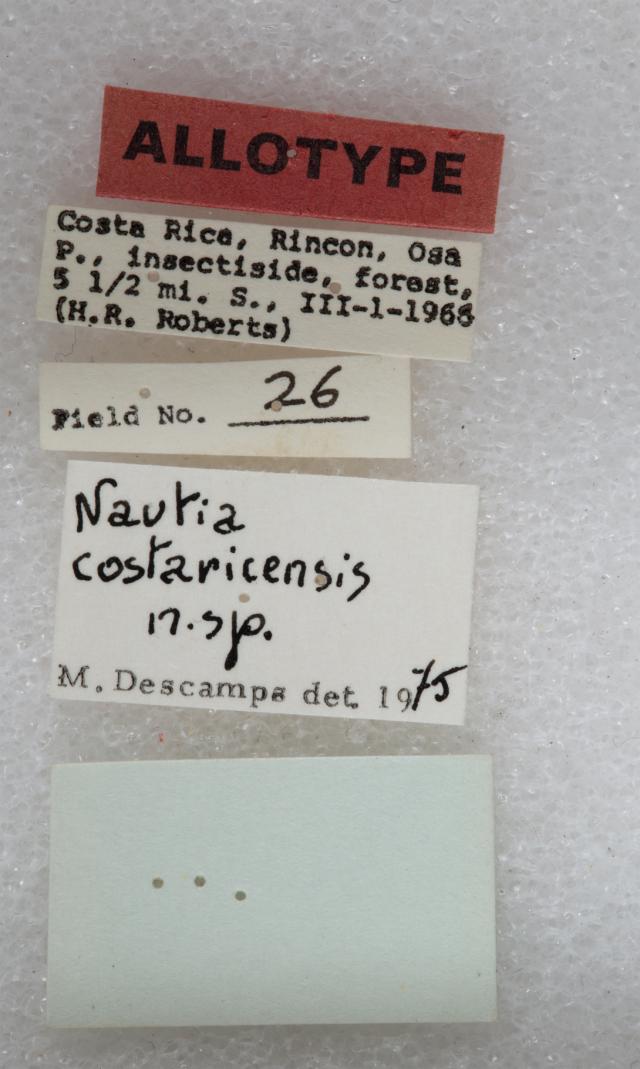 ALLOTYPE
Costa Rica, Rincon, Osa
P., insectiside, forest,
5 1/2 mi. S., III-1-1966
(H.R. Roberts)
Field No. 26
Nautia
costaricensis
n.sp.
M. Descamps det. 1975